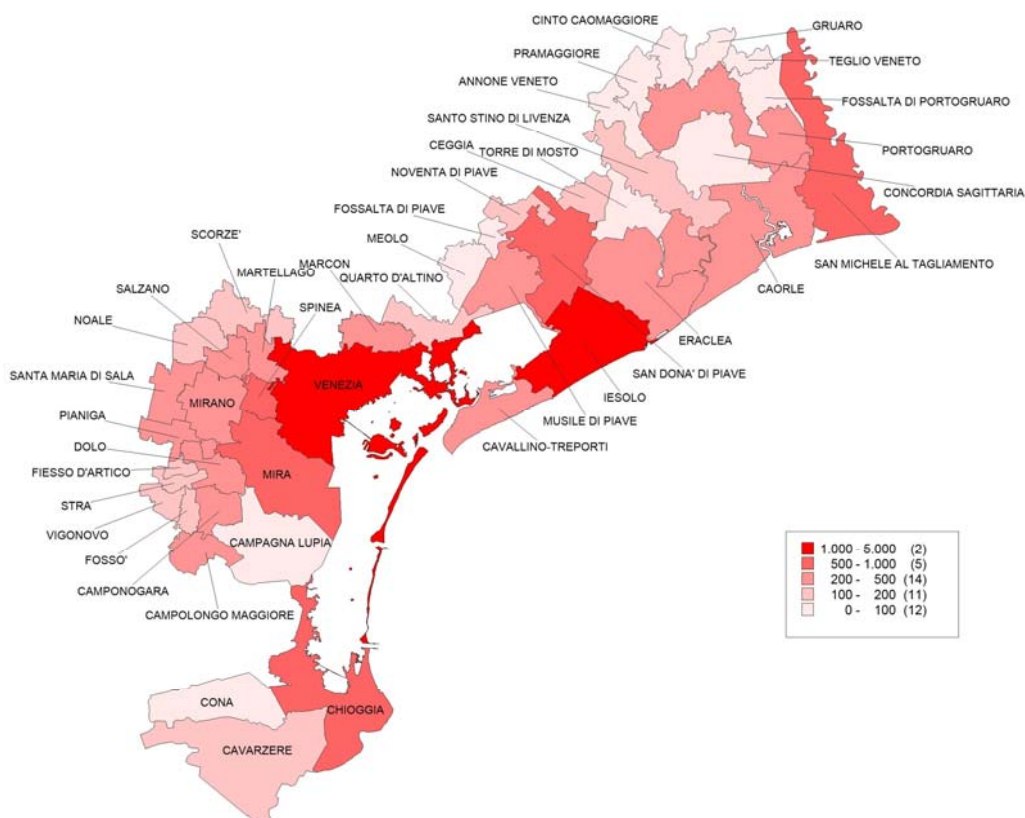 CINTO CAOMAGGIORE
GRUARO
PRAMAGGIORE
TEGLIO VENETO
ANNONE VENETO
FOSSALTA DI PORTOGRUARO
SANTO STINO DI LIVENZA
CEGGIA
TORRE DI MOSTO
PORTOGRUARO
NOVENTA DI PIAVE
CONCORDIA SAGITTARIA
FOSSALTA DI PIAVE
SCORZE'
MEOLO
SAN MICHELE AL TAGLIAMENTO
MARTELLAGO
MARCON
QUARTO D'ALTINO
CAORLE
SALZANO
SPINEA
NOALE
ERACLEA
SANTA MARIA DI SALA
VENEZIA
SAN DONA' DI PIAVE
MIRANO
IESOLO
PIANIGA
MUSILE DI PIAVE
DOLO
CAVALLINO-TREPORTI
FIESSO D'ARTICO
MIRA
STRA
VIGONOVO
CAMPAGNA LUPIA
FOSSO'
CAMPONOGARA
CAMPOLONGO MAGGIORE
1.000 - 5.000 (2)
500 - 1.000 (5)
200 - 500 (14)
100 - 200 (11)
0 - 100 (12)
CONA
CHIOGGIA
CAVARZERE